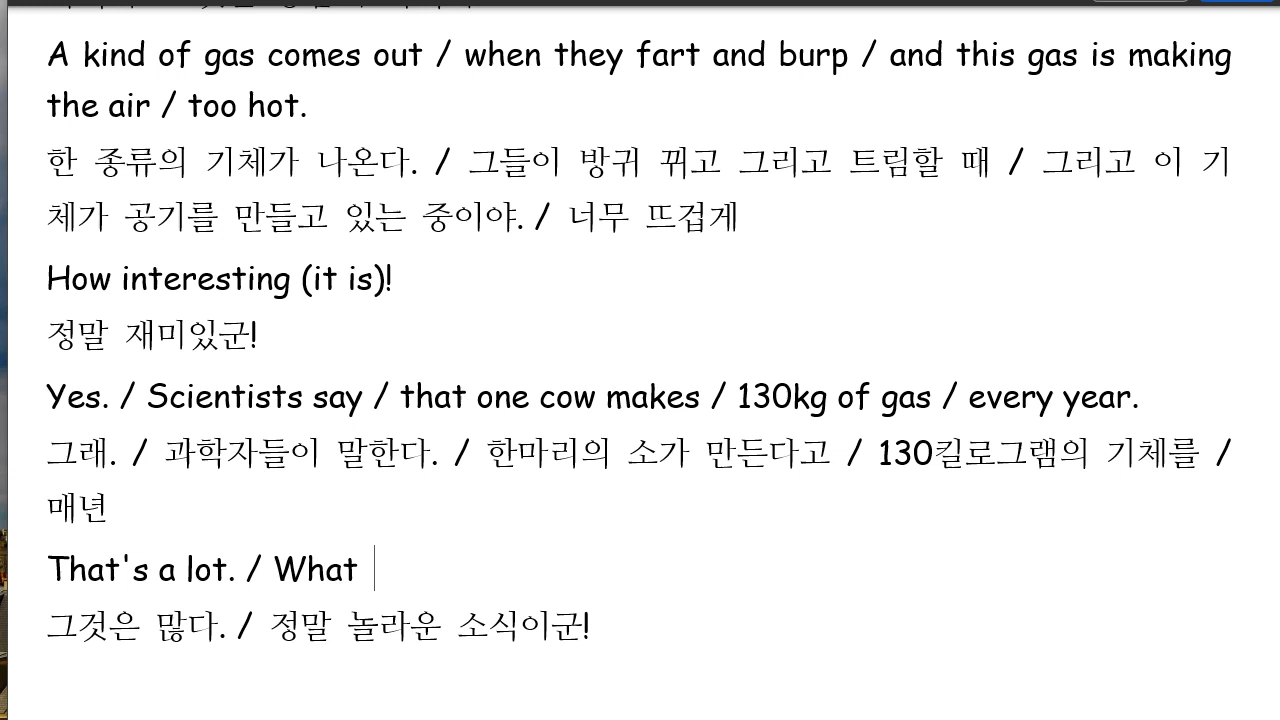 A kind of gas comes out / when they fart and burp / and this gas is making
the air / too hot.
한 종류의 기체가 나온다. / 그들이 방귀 뀌고 그리고 트림할 때 / 그리고 이 기
체가 공기를 만들고 있는 중이야. / 너무 뜨겁게
How interesting (it is)!
정말 재미있군!
Yes. / Scientists say / that one cow makes / 130kg of gas / every year.
그래. / 과학자들이 말한다. / 한마리의 소가 만든다고 / 130킬로그램의 기체를 /
매년
That's a lot. / What
그것은 많다. / 정말 놀라운 소식이군!